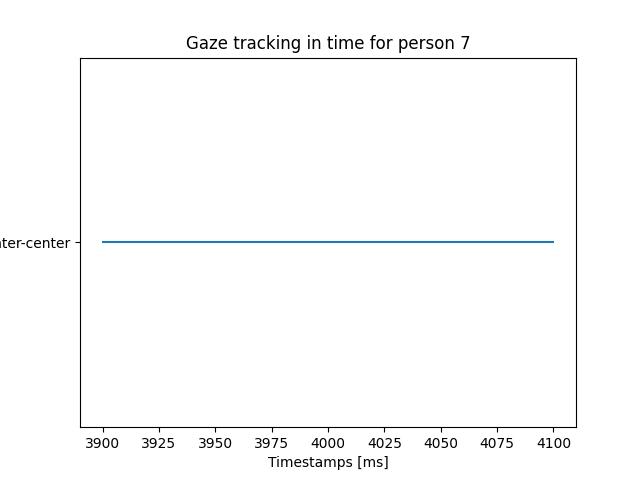 Gaze tracking in time for person 7
ter-center
3900 3925 3950 3975 4000 4025 4050 4075 4100
Timestamps [ms]